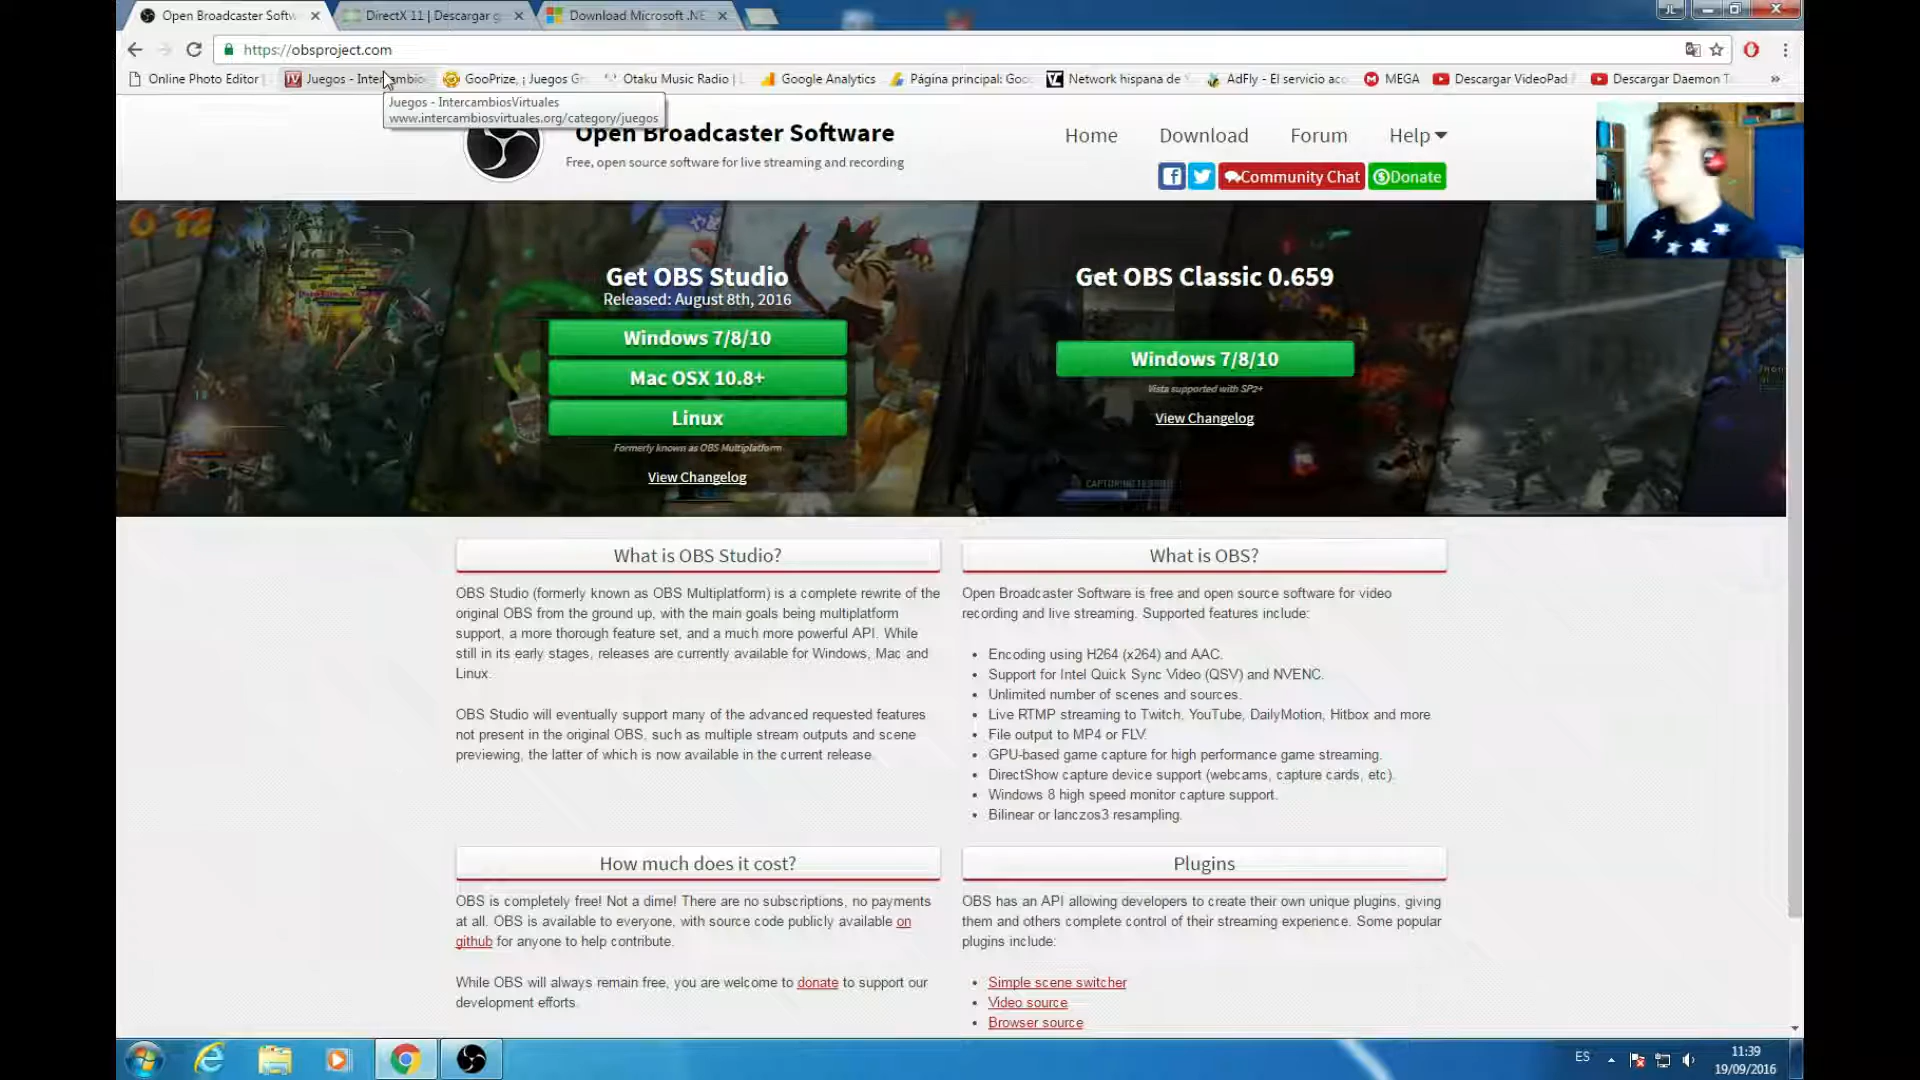 Open Broadcaster Softw
DirectX 11 | Descargar g
Download Microsoft .NE
JL
https://obsproject.com
Online Photo Editor
Juegos - Intercambio
GooPrize, ¡ Juegos Gr
Otaku Music Radio |
Google Analytics
Página principal: Goo
Network hispana de
AdFly - El servicio aco
MEGA
Descargar VideoPad
Descargar Daemon T
»
Juegos - IntercambiosVirtuales
www.intercambiosvirtuales.org/category/juegos
Open Broadcaster Software
Free, open source software for live streaming and recording
Home
Download
Forum
Help
Community Chat
Donate
Get OBS Studio
Released: August 8th, 2016
Windows 7/8/10
Mac OSX 10.8+
Linux
Formerly known as OBS Multiplatform
View Changelog
Get OBS Classic 0.659
Windows 7/8/10
Vista supported with SP2+
View Changelog
What is OBS Studio?
OBS Studio (formerly known as OBS Multiplatform) is a complete rewrite of the
original OBS from the ground up, with the main goals being multiplatform
support, a more thorough feature set, and a much more powerful API. While
still in its early stages, releases are currently available for Windows, Mac and
Linux.
OBS Studio will eventually support many of the advanced requested features
not present in the original OBS, such as multiple stream outputs and scene
previewing, the latter of which is now available in the current release.
What is OBS?
Open Broadcaster Software is free and open source software for video
recording and live streaming. Supported features include:
• Encoding using H264 (x264) and AAC.
• Support for Intel Quick Sync Video (QSV) and NVENC.
• Unlimited number of scenes and sources.
• Live RTMP streaming to Twitch, YouTube, DailyMotion, Hitbox and more
• File output to MP4 or FLV.
• GPU-based game capture for high performance game streaming.
• DirectShow capture device support (webcams, capture cards, etc).
• Windows 8 high speed monitor capture support.
• Bilinear or lanczos3 resampling.
How much does it cost?
OBS is completely free! Not a dime! There are no subscriptions, no payments
at all. OBS is available to everyone, with source code publicly available on
github for anyone to help contribute.
While OBS will always remain free, you are welcome to donate to support our
development efforts.
Plugins
OBS has an API allowing developers to create their own unique plugins, giving
them and others complete control of their streaming experience. Some popular
plugins include:
• Simple scene switcher
• Video source
• Browser source
ES
11:39
19/09/2016